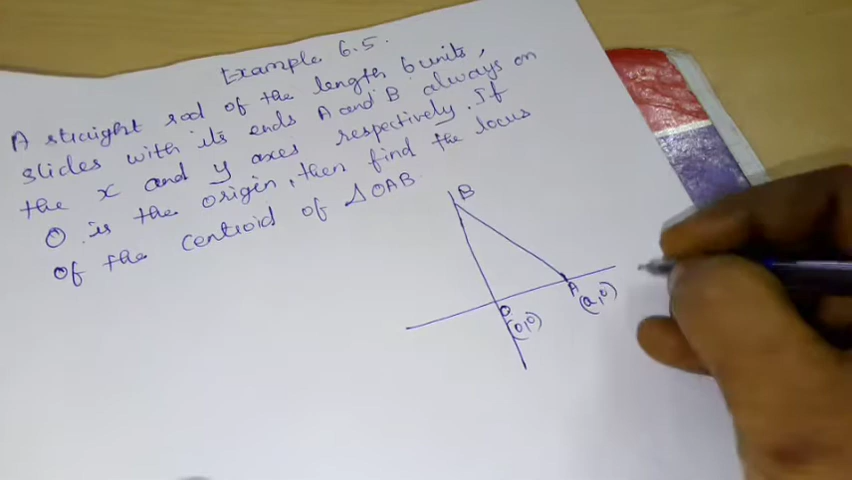 Example 6.5.
A straight rod of the length 6 units,
slides with its ends A and B always on
the x and y axes respectively. If
O is the origin, then find the locus
of the centroid of ΔOAB
B
A
(a,0)
O
(0,0)